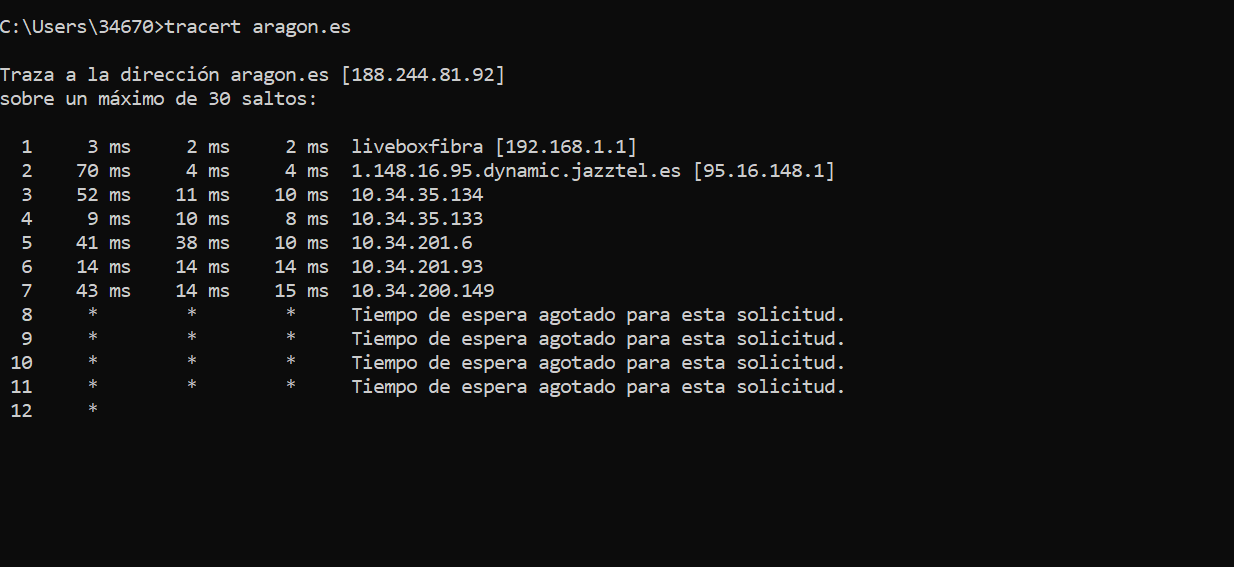 C:\Users\34670>tracert aragon.es
Traza a la dirección aragon.es [188.244.81.92]
sobre un máximo de 30 saltos:
1 3 ms 2 ms 2 ms liveboxfibra [192.168.1.1]
2 70 ms 4 ms 4 ms 1.148.16.95.dynamic.jazztel.es [95.16.148.1]
3 52 ms 11 ms 10 ms 10.34.35.134
4 9 ms 10 ms 8 ms 10.34.35.133
5 41 ms 38 ms 10 ms 10.34.201.6
6 14 ms 14 ms 14 ms 10.34.201.93
7 43 ms 14 ms 15 ms 10.34.200.149
8 * * * Tiempo de espera agotado para esta solicitud.
9 * * * Tiempo de espera agotado para esta solicitud.
10 * * * Tiempo de espera agotado para esta solicitud.
11 * * * Tiempo de espera agotado para esta solicitud.
12 *